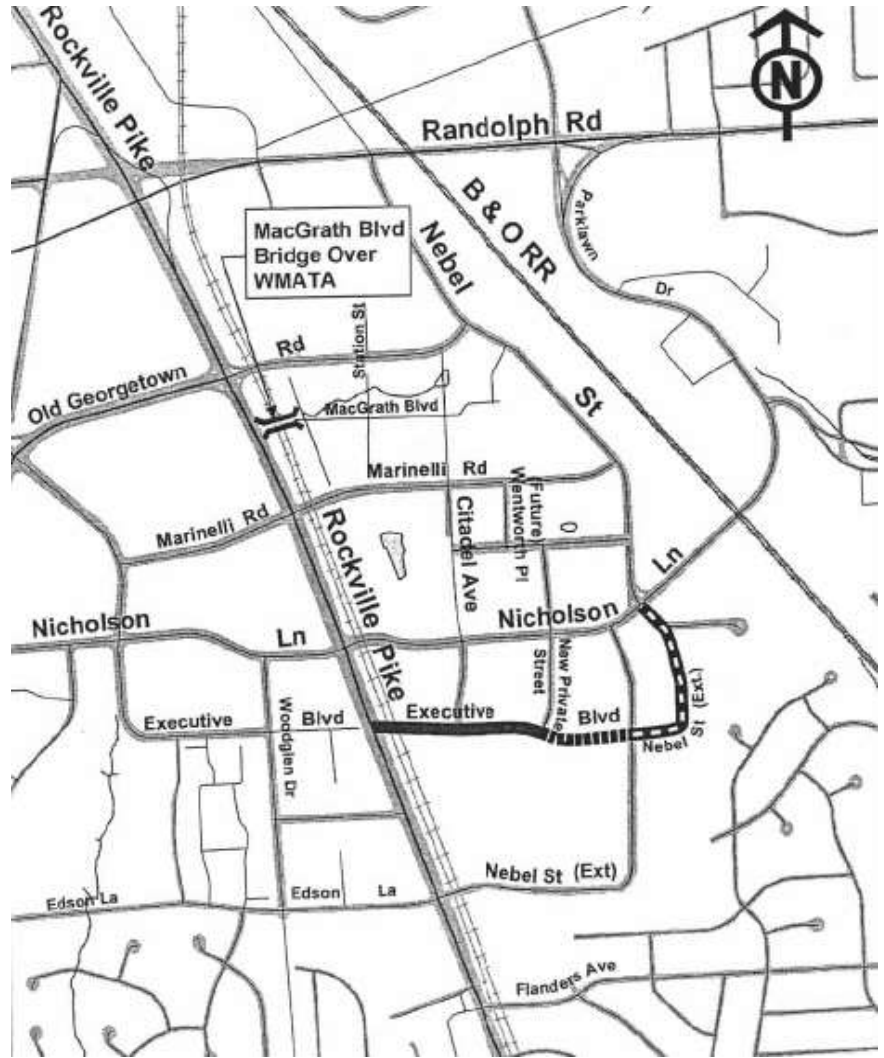 Rockville Pike
N
Randolph Rd
B & O RR
Parklawn
Dr
MacGrath Blvd
Bridge Over
WMATA
Nebel
St
Station St
Old Georgetown
Rd
MacGrath Blvd
Marinelli Rd
Marinelli Rd
Citadel Ave
(Future)
Wentworth Pl
Rockville Pike
Nicholson
Ln
Nicholson
Ln
New Private
Street
Executive
Blvd
Woodglen Dr
Executive
Blvd
Nebel St (Ext.)
Nebel St (Ext)
Edson La
Edson
La
Flanders Ave